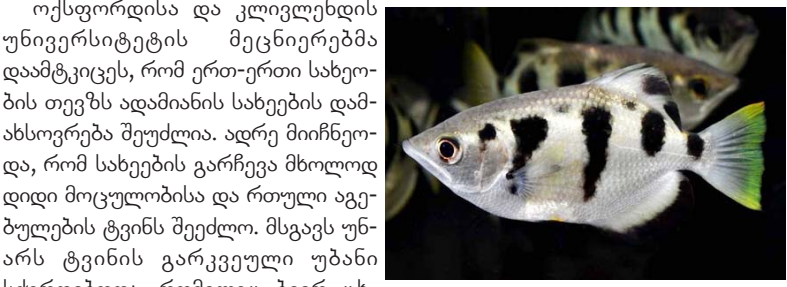 ოქსფორდისა და კლივლენდის
უნივერსიტეტის მეცნიერებმა
დაამტკიცეს, რომ ერთ-ერთი სახეო-
ბის თევზს ადამიანის სახეების დამ-
ახსოვრება შეუძლია. ადრე მიიჩნეო-
და, რომ სახეების გარჩევა მხოლოდ
დიდი მოცულობისა და რთული აგე-
ბულების ტვინს შეეძლო. მსგავს უნ-
არს ტვინის გარკვეული უბანი